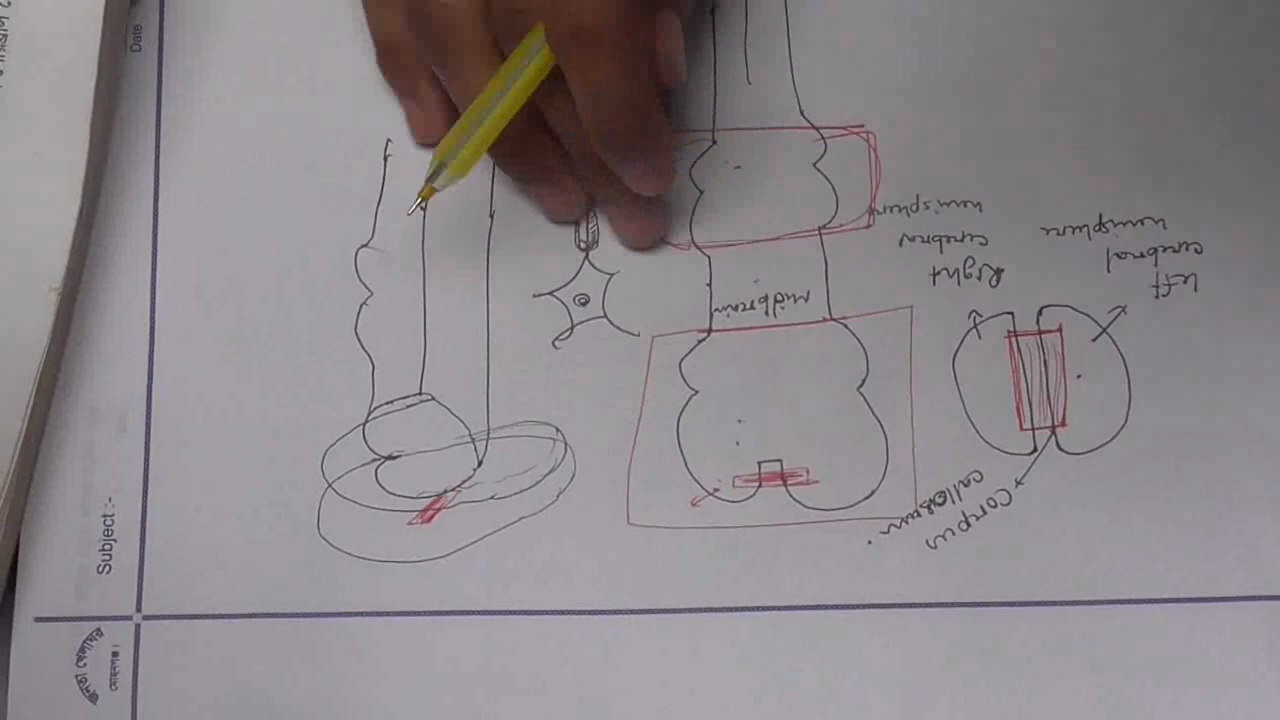 Date
Subject :-
left
cerebral
hemisphere
Right
cerebral
hemisphere
Midbrain
Corpus
callosum.